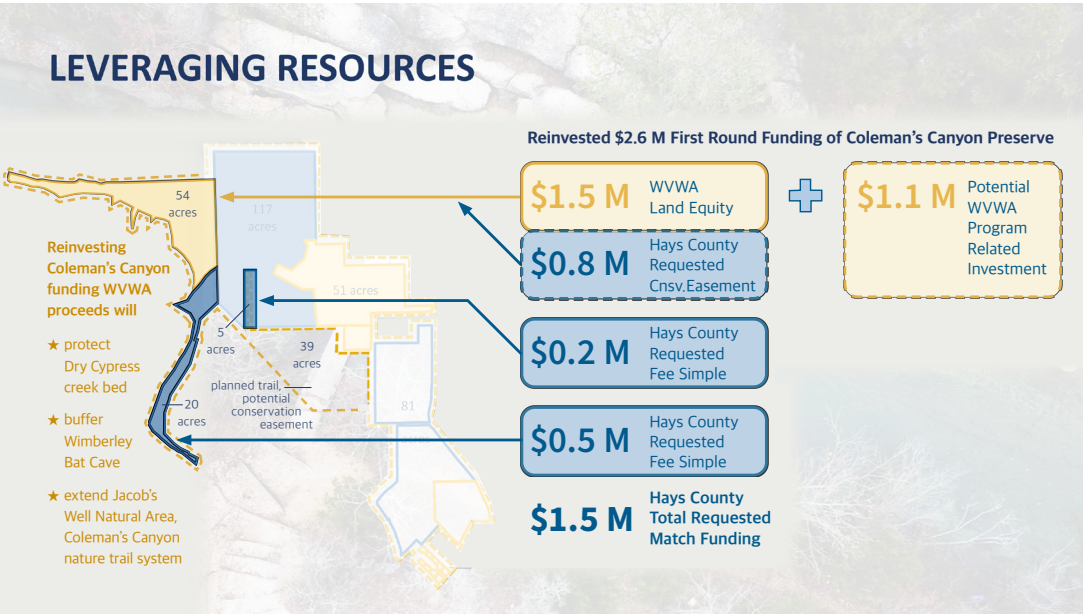 LEVERAGING RESOURCES
Reinvested $2.6 M First Round Funding of Coleman's Canyon Preserve
$1.5 M
WVWA
Land Equity
$1.1 M
Potential
WVWA
Program
Related
Investment
$0.8 M
Hays County
Requested
Cnsv.Easement
$0.2 M
Hays County
Requested
Fee Simple
$0.5 M
Hays County
Requested
Fee Simple
$1.5 M
Hays County
Total Requested
Match Funding
54
acres
117
acres
51 acres
5
acres
39
acres
planned trail,
potential
conservation
easement
20
acres
81
Reinvesting
Coleman's Canyon
funding WVWA
proceeds will
★ protect
Dry Cypress
creek bed
★ buffer
Wimberley
Bat Cave
★ extend Jacob's
Well Natural Area,
Coleman's Canyon
nature trail system